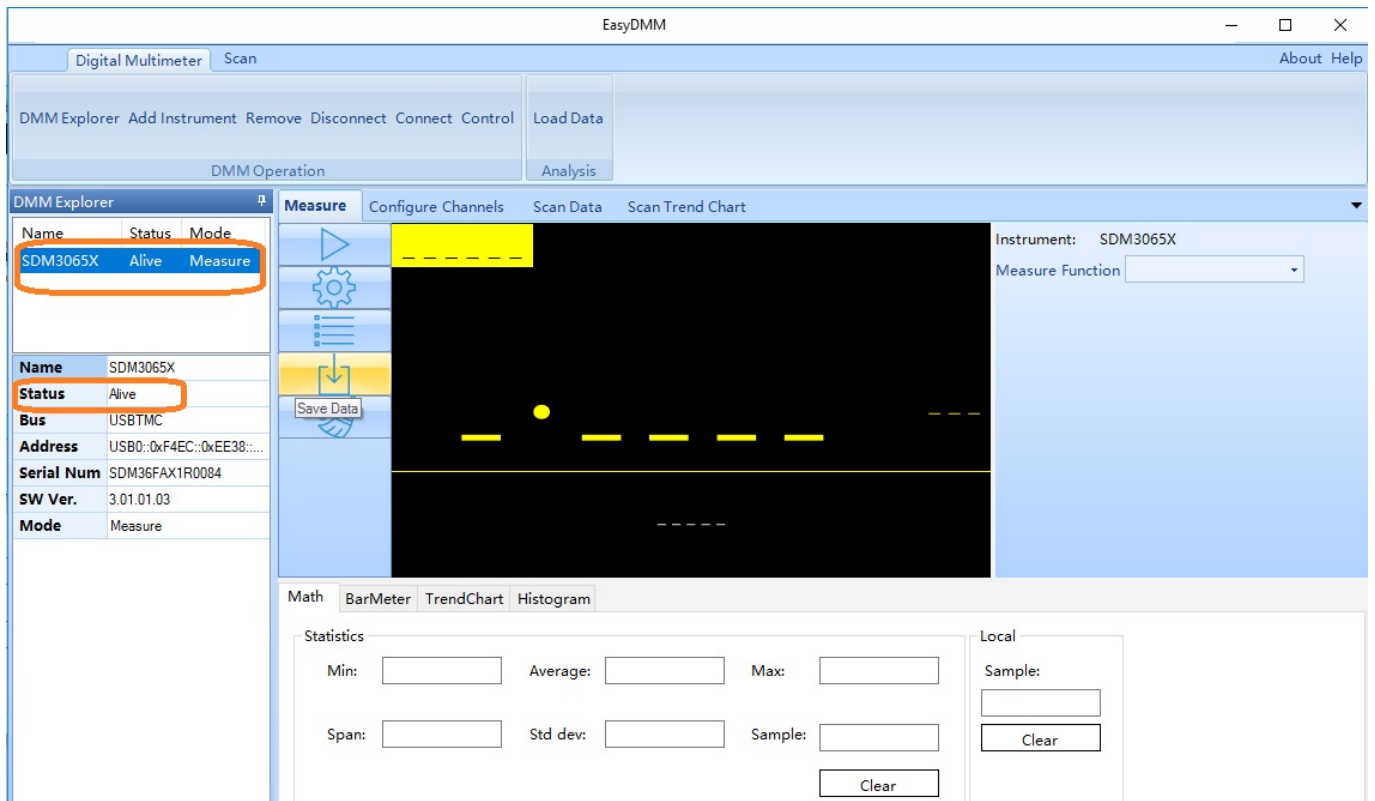 EasyDMM
Digital Multimeter Scan About Help
DMM Explorer Add Instrument Remove Disconnect Connect Control Load Data
DMM Operation Analysis
DMM Explorer
Name Status Mode
SDM3065X Alive Measure
Name SDM3065X
Status Alive
Bus USBTMC
Address USB0::0xF4EC::0xEE38::...
Serial Num SDM36FAX1R0084
SW Ver. 3.01.01.03
Mode Measure
Measure Configure Channels Scan Data Scan Trend Chart
Save Data
_ _ _ _ _ _
_ . _ _ _ _ _ _ _
_ _ _ _ _
Instrument: SDM3065X
Measure Function
Math BarMeter TrendChart Histogram
Statistics
Min: Average: Max:
Span: Std dev: Sample:
Clear
Local
Sample:
Clear